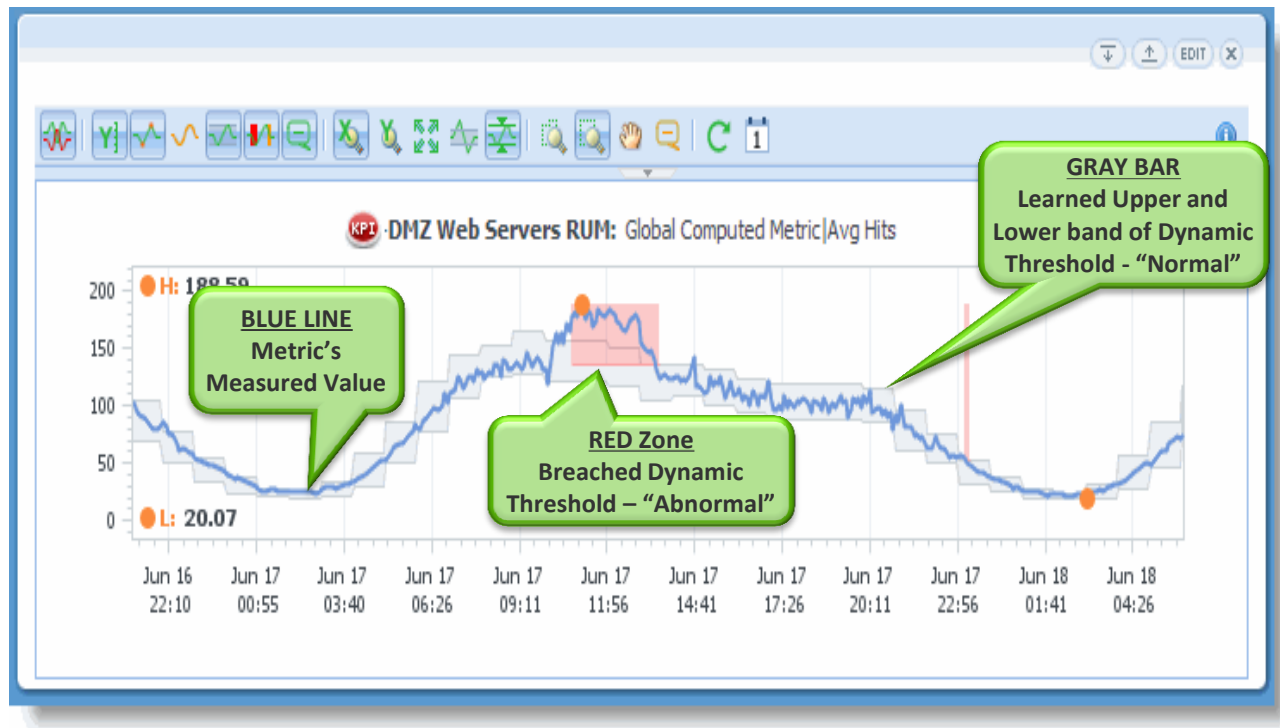 EDIT X
Y
X
Y
1
GRAY BAR
Learned Upper and
Lower band of Dynamic
Threshold - “Normal”
KPI ·DMZ Web Servers RUM: Global Computed Metric|Avg Hits
H: 188.59
L: 20.07
BLUE LINE
Metric’s
Measured Value
RED Zone
Breached Dynamic
Threshold – “Abnormal”
200
150
100
50
0
Jun 16 Jun 17 Jun 17 Jun 17 Jun 17 Jun 17 Jun 17 Jun 17 Jun 17 Jun 17 Jun 18 Jun 18
22:10 00:55 03:40 06:26 09:11 11:56 14:41 17:26 20:11 22:56 01:41 04:26